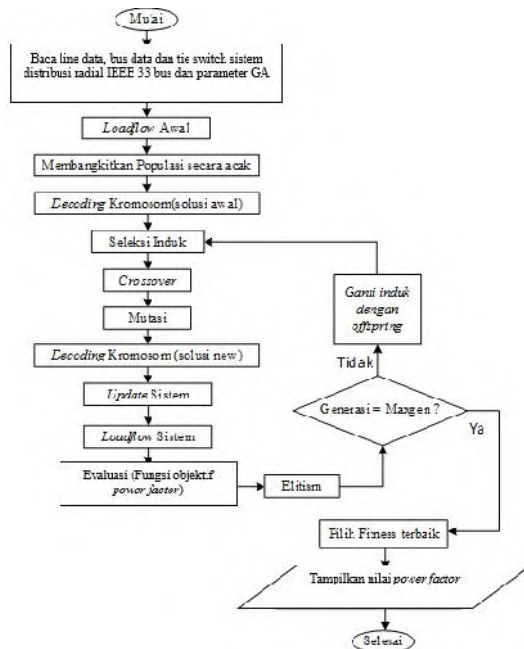 Mulai
Baca line data, bus data dan tie switch sistem
distribusi radial IEEE 33 bus dan parameter GA
Loadflow Awal
Membangkitkan Populasi secara acak
Decoding Kromosom(solusi awal)
Seleksi Induk
Crossover
Mutasi
Decoding Kromosom (solusi new)
Update Sistem
Loadflow Sistem
Evaluasi (Fungsi objektif
power factor)
Elitism
Generasi = Maxgen ?
Tidak
Ganti induk
dengan
offspring
Ya
Pilih Fitness terbaik
Tampilkan nilai power factor
Selesai